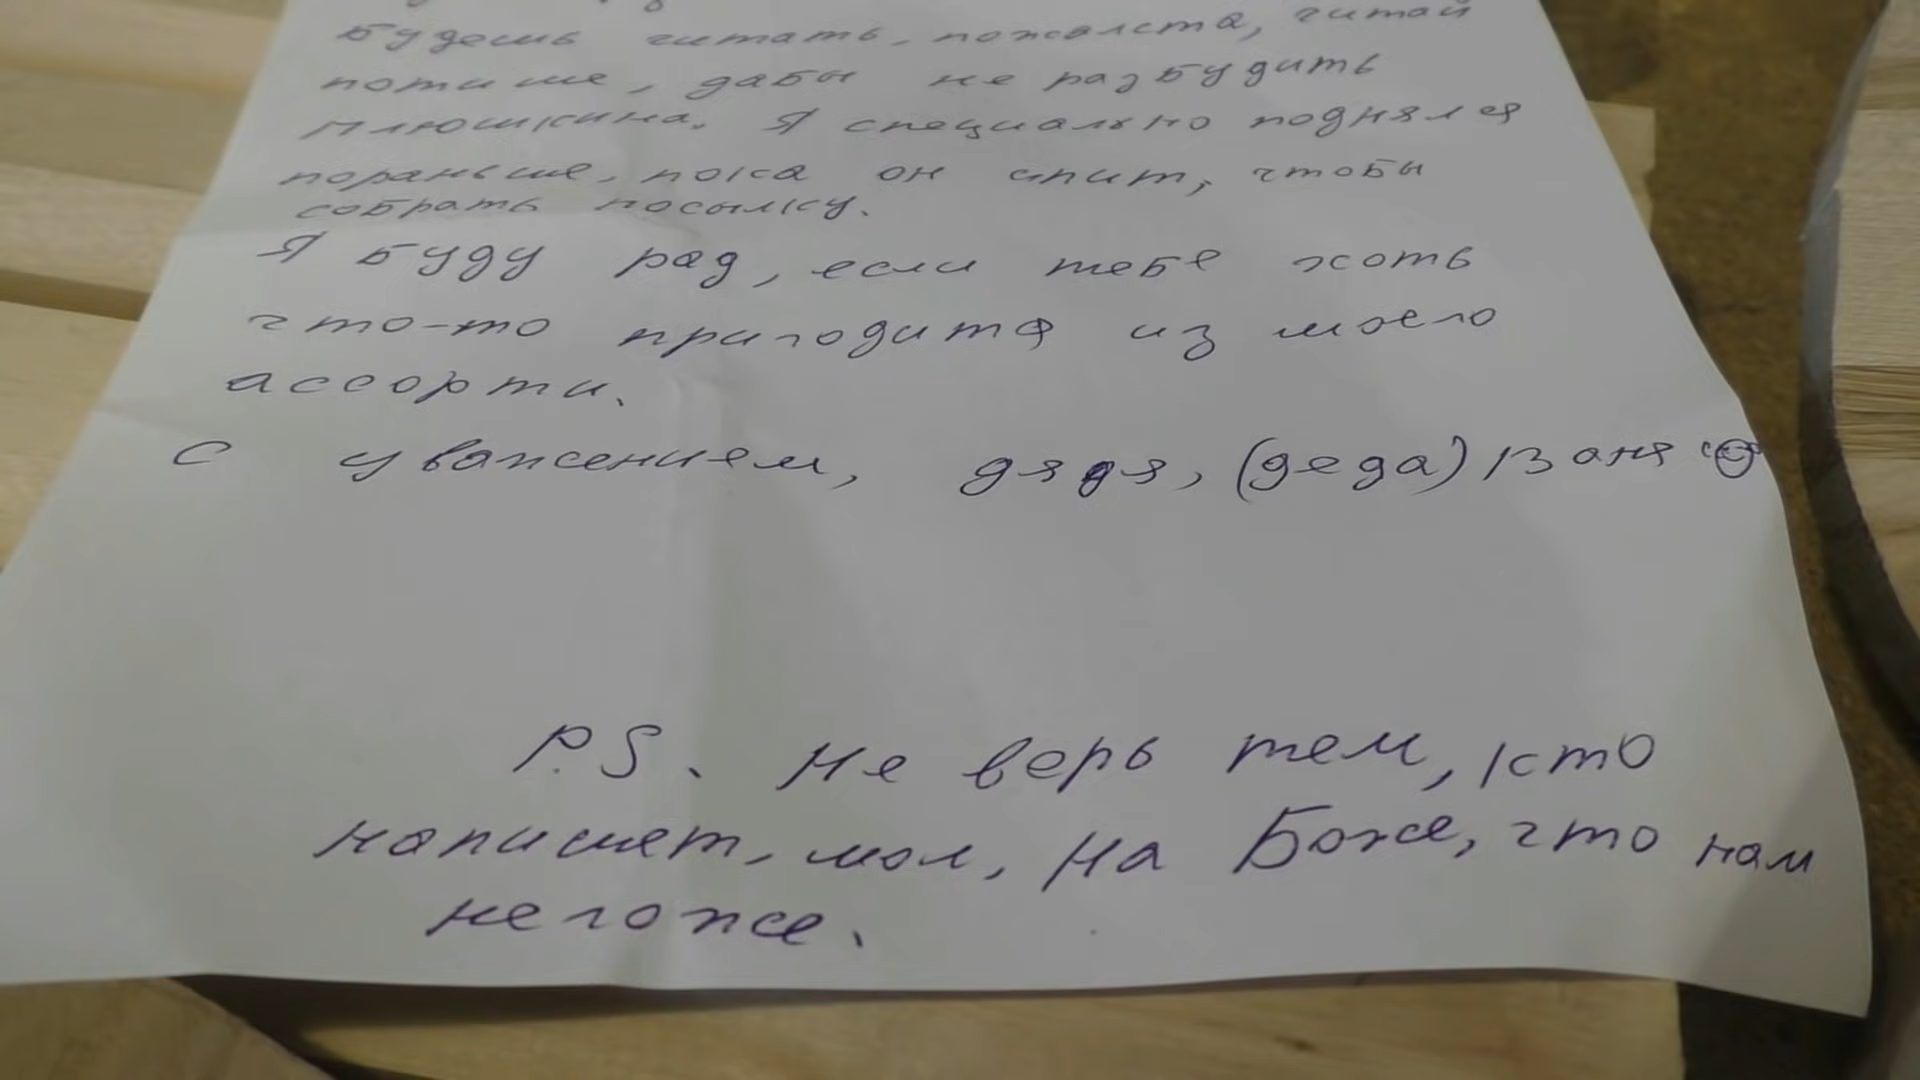 будешь читать, пожалста, читай
потише, дабы не разбудить
Плюшкина. Я специально поднялся
пораньше, пока он спит, чтобы
собрать посылку.
Я буду рад, если тебе хоть
что-то пригодится из моего
ассорти.
С уважением, дядя, (деда) Ваня
P.S. Не верь тем, кто
напишет, мол, на Боже, что нам
негоже.